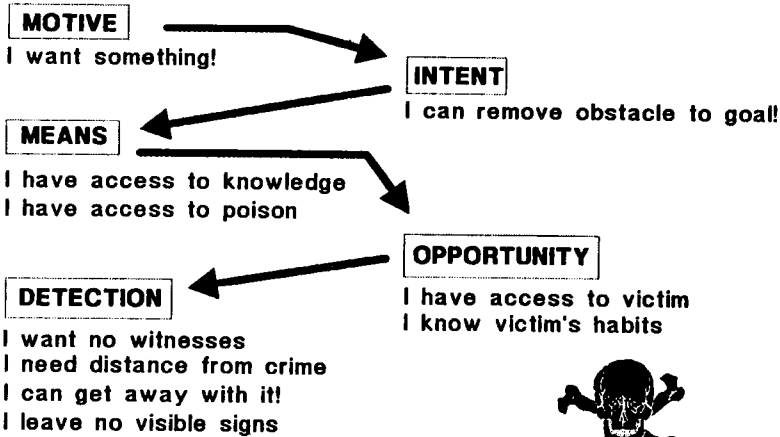 MOTIVE
I want something!
INTENT
I can remove obstacle to goal!
MEANS
I have access to knowledge
I have access to poison
OPPORTUNITY
I have access to victim
I know victim's habits
DETECTION
I want no witnesses
I need distance from crime
I can get away with it!
I leave no visible signs